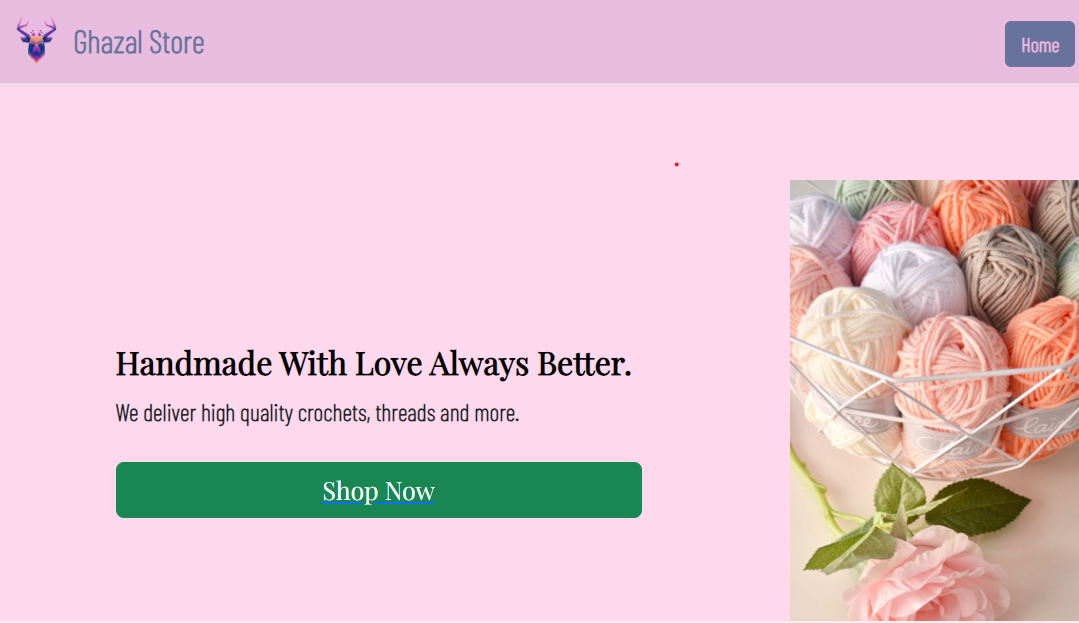 Ghazal Store
Home
Handmade With Love Always Better.
We deliver high quality crochets, threads and more.
Shop Now